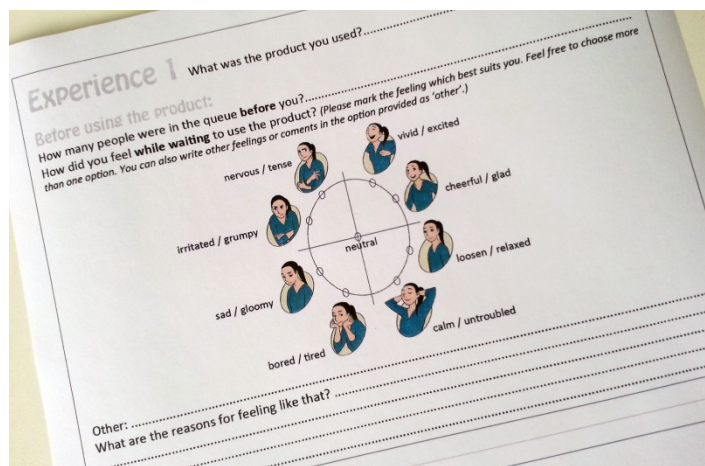 Experience 1 What was the product you used?
Before using the product:
How many people were in the queue before you?
How did you feel while waiting to use the product? (Please mark the feeling which best suits you. Feel free to choose more
than one option. You can also write other feelings or coments in the option provided as 'other'.)
vivid / excited
nervous / tense
cheerful / glad
irritated / grumpy
neutral
loosen / relaxed
sad / gloomy
calm / untroubled
bored / tired
Other:
What are the reasons for feeling like that?